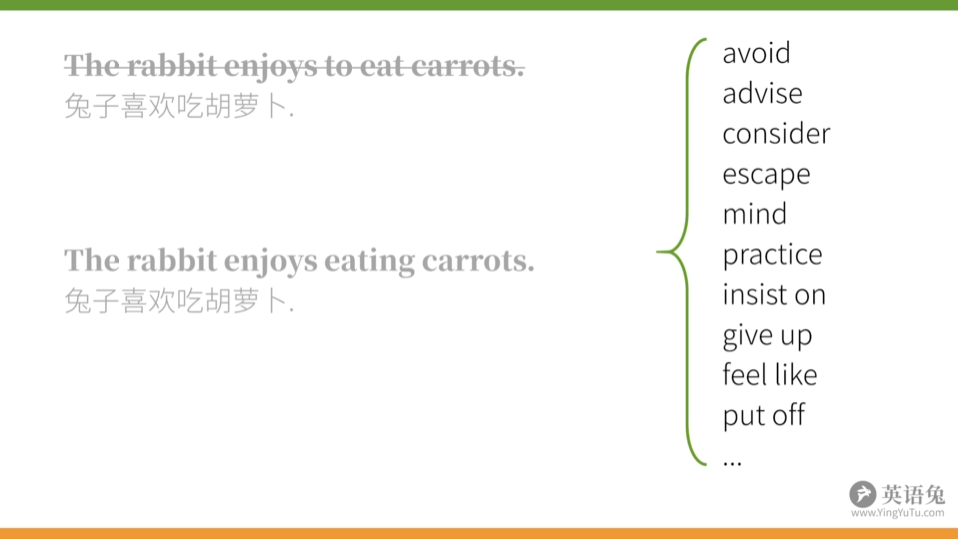 The rabbit enjoys to eat carrots.
兔子喜欢吃胡萝卜.
The rabbit enjoys eating carrots.
兔子喜欢吃胡萝卜.
avoid
advise
consider
escape
mind
practice
insist on
give up
feel like
put off
...
英语兔
www.YingYuTu.com